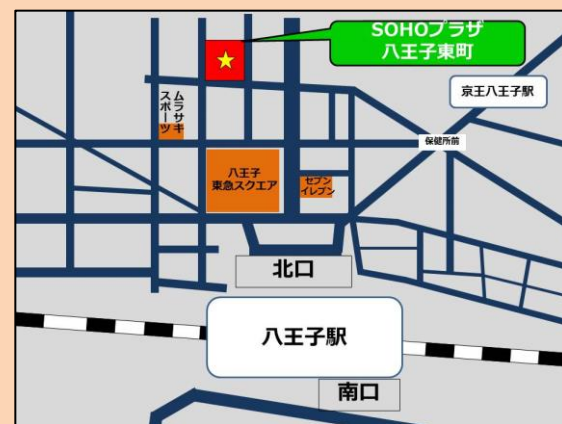 SOHOプラザ
八王子東町
京王八王子駅
ムラサキ
スポーツ
保健所前
八王子
東急スクエア
セブン
イレブン
北口
八王子駅
南口